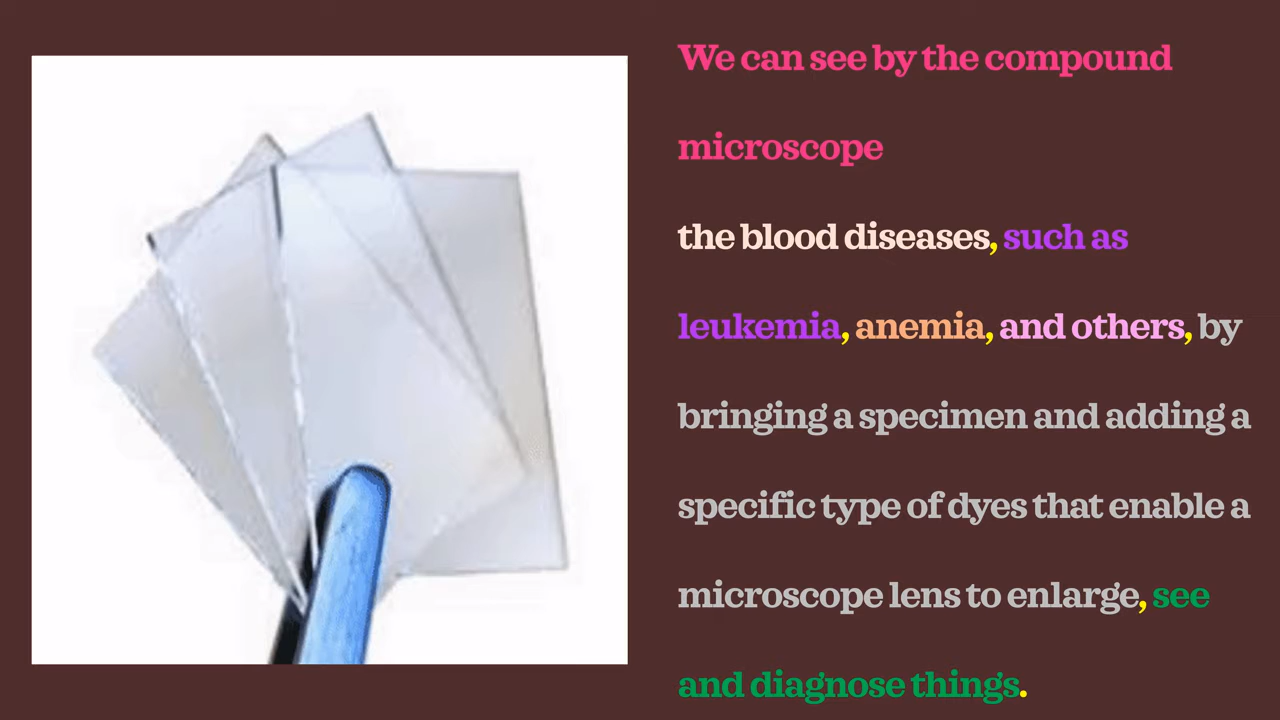 We can see by the compound
microscope
the blood diseases, such as
leukemia, anemia, and others, by
bringing a specimen and adding a
specific type of dyes that enable a
microscope lens to enlarge, see
and diagnose things.